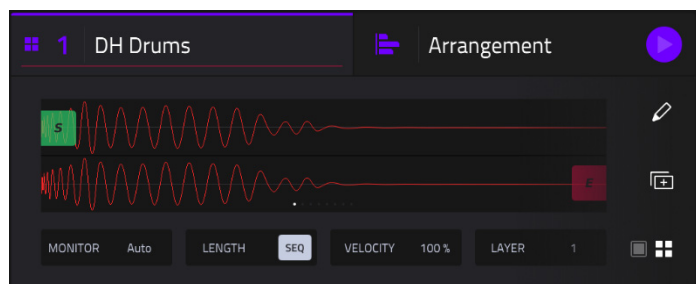 1 DH Drums Arrangement
S
E
MONITOR Auto LENGTH SEQ VELOCITY 100 % LAYER 1